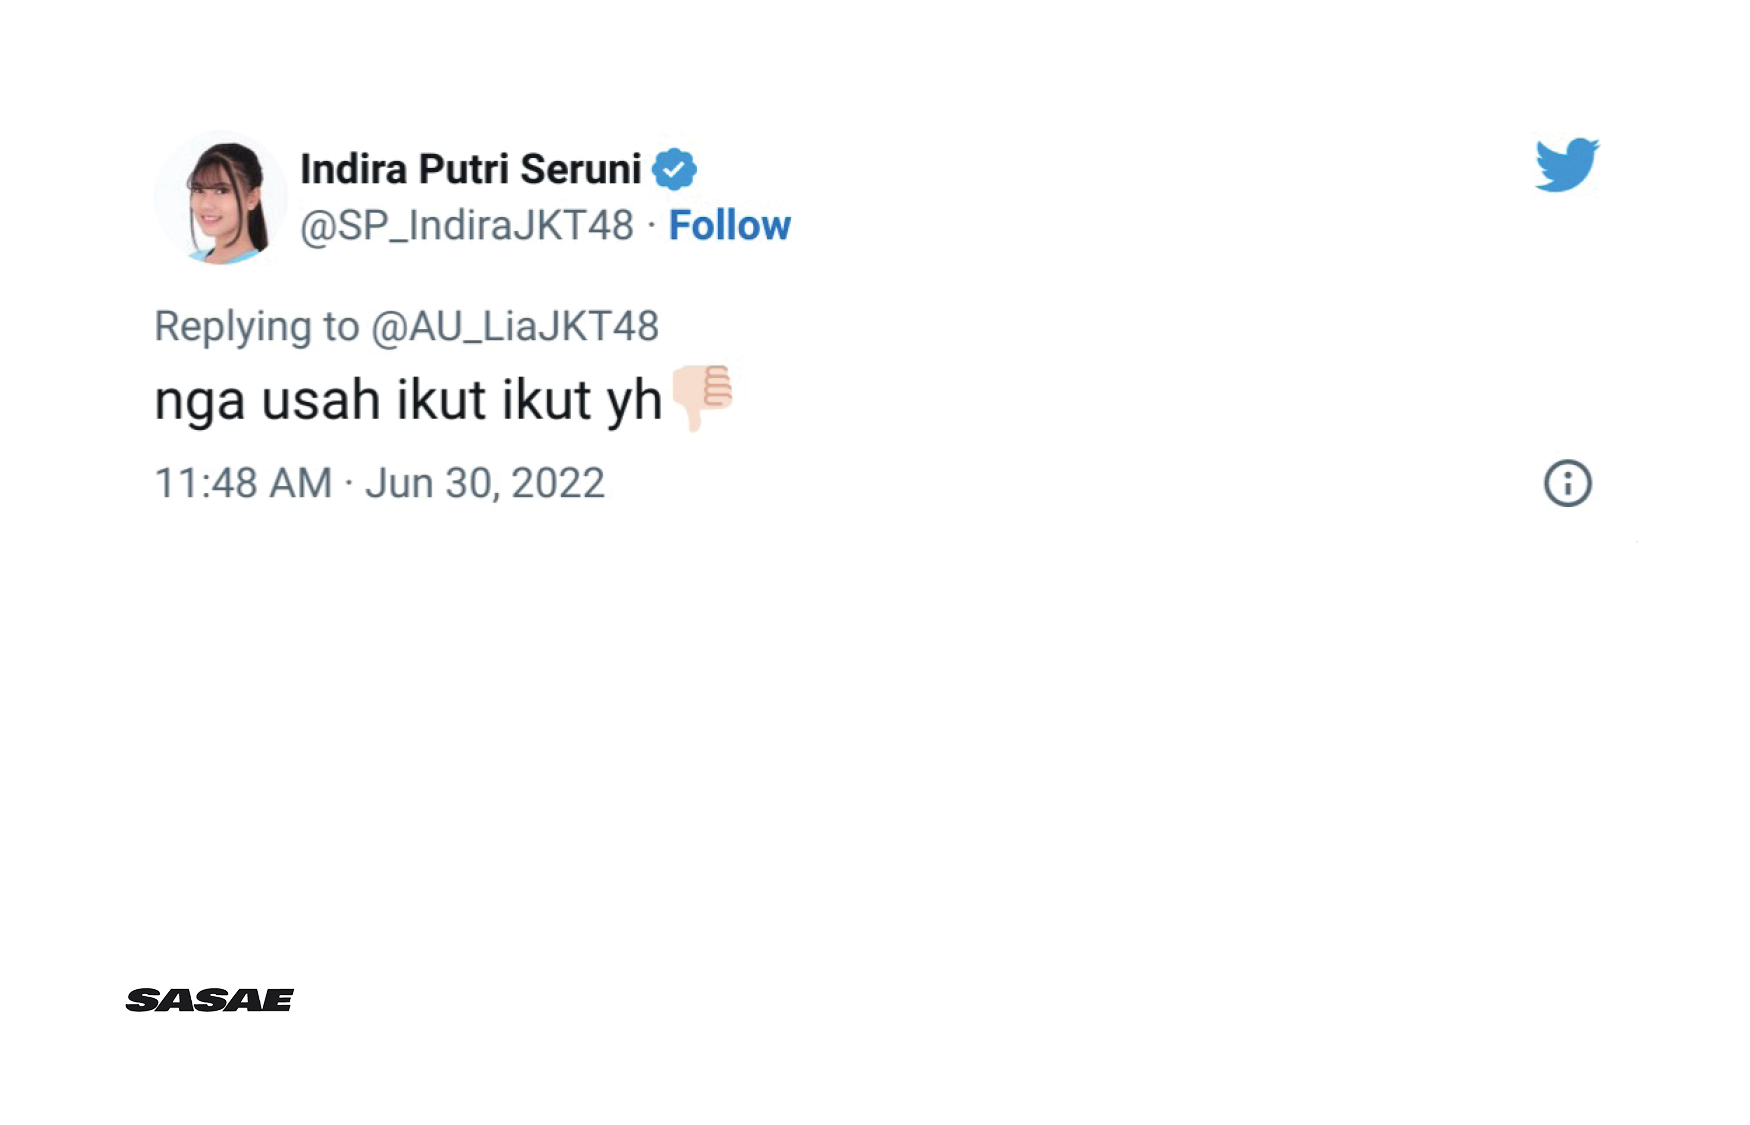 Indira Putri Seruni
@SP_IndiraJKT48 · Follow
Replying to @AU_LiaJKT48
nga usah ikut ikut yh👎🏻
11:48 AM · Jun 30, 2022
SASAE